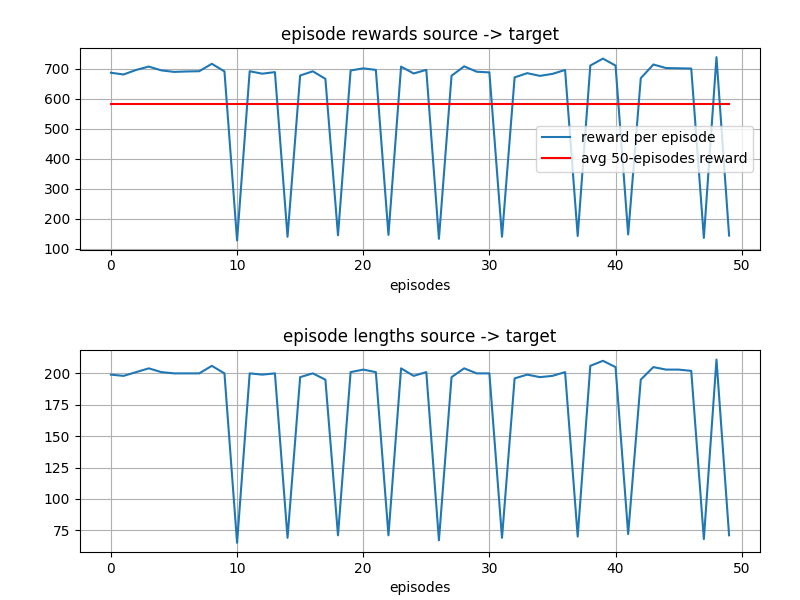 episode rewards source -> target
700
600
500
400
300
200
100
reward per episode
avg 50-episodes reward
0 10 20 30 40 50
episodes
episode lengths source -> target
200
175
150
125
100
75
0 10 20 30 40 50
episodes